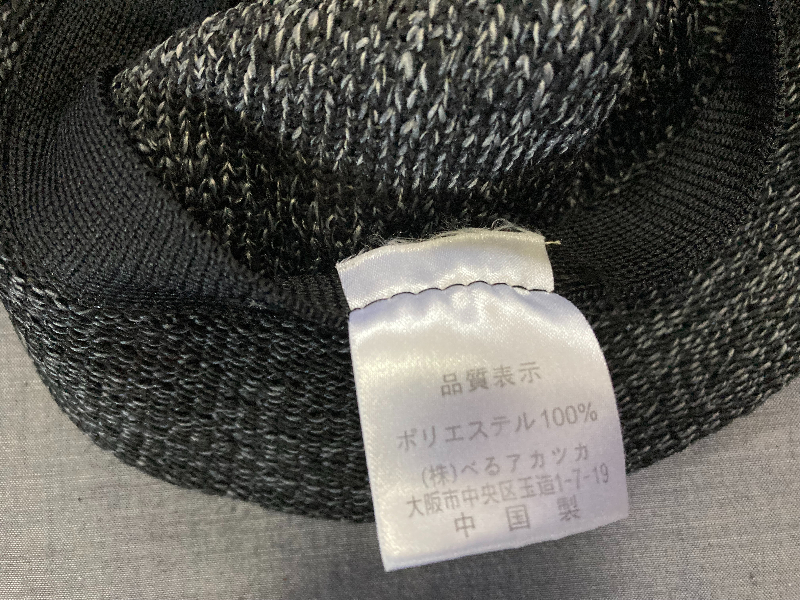 品質表示
ポリエステル100%
(株)べるアカツカ
大阪市中央区玉造1-7-19
中国製